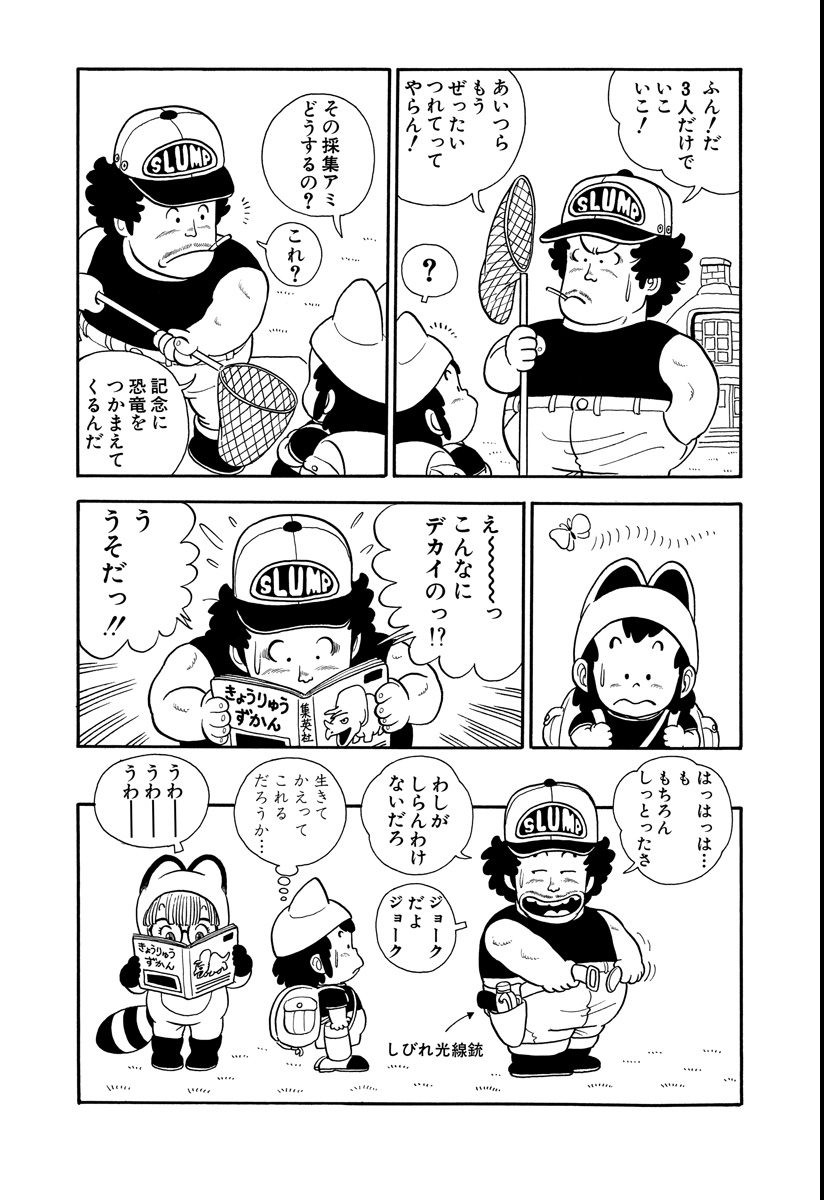 ふん!だ
3人だけで
いこ
いこ!
あいつら
もう
ぜったい
つれてって
やらん!
SLUMP
?
その採集アミ
どうするの?
SLUMP
これ?
記念に
恐竜を
つかまえて
くるんだ
え〜〜〜〜っ
こんなに
デカイのっ!?
SLUMP
う
うそだっ!!
きょうりゅう
ずかん
集英社
はっはっは…
も
もちろん
しっとったさ
SLUMP
わしが
しらんわけ
ないだろ
ジョーク
だよ
ジョーク
しびれ光線銃
生きて
かえって
これる
だろうか…
うわ――
うわ――
うわ――
きょうりゅう
ずかん